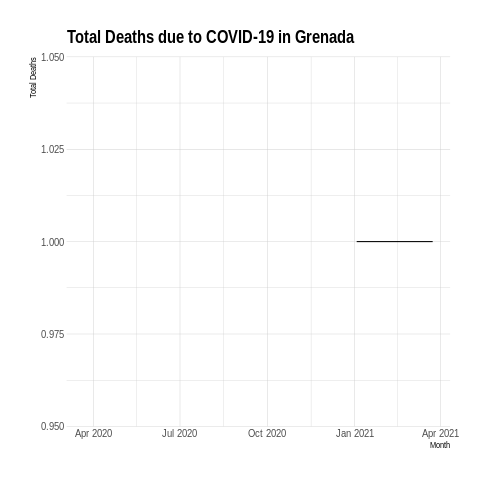 Total Deaths due to COVID-19 in Grenada
Total Deaths
1.050
1.025
1.000
0.975
0.950
Apr 2020 Jul 2020 Oct 2020 Jan 2021 Apr 2021
Month